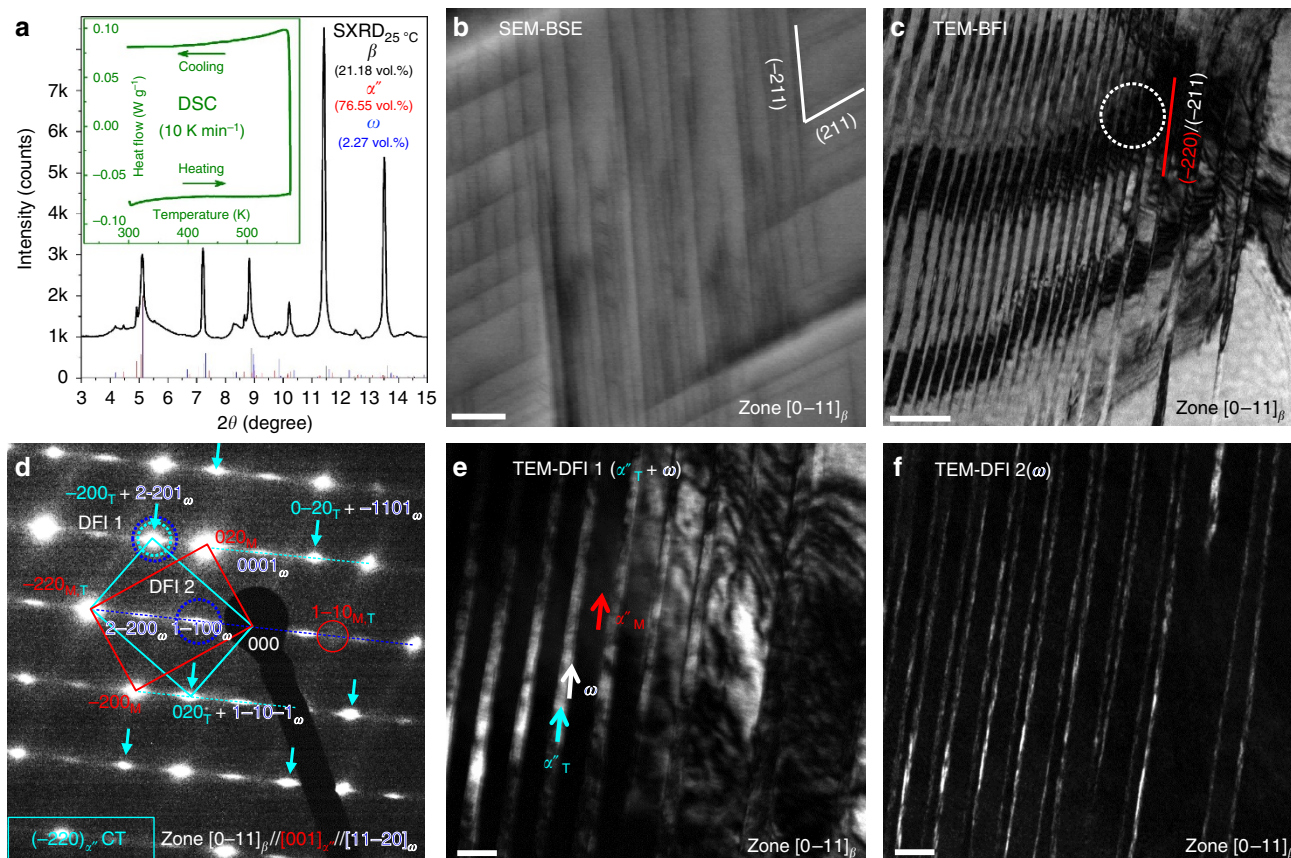 a
SXRD25 °C
β
(21.18 vol.%)
α″
(76.55 vol.%)
ω
(2.27 vol.%)
0.10
0.05
0.00
−0.05
−0.10
Heat flow (W g−1)
Cooling
DSC
(10 K min−1)
Heating
Temperature (K)
300
400
500
Intensity (counts)
7k
6k
5k
4k
3k
2k
1k
0
3 4 5 6 7 8 9 10 11 12 13 14 15
2θ (degree)
b
SEM-BSE
(−211)
(211)
Zone [0−11]β
c
TEM-BFI
(−220)/(−211)
Zone [0−11]β
d
−200T + 2-201ω
DFI 1
0−20T + −1101ω
020M
0001ω
−220M,T
DFI 2
1−10M,T
2−200ω 1−100ω
000
−200M
020T + 1−10−1ω
(−220)α″ CT
Zone [0−11]β//[001]α″//[11−20]ω
e
TEM-DFI 1 (α″T + ω)
α″M
ω
α″T
Zone [0−11]β
f
TEM-DFI 2(ω)
Zone [0−11]β